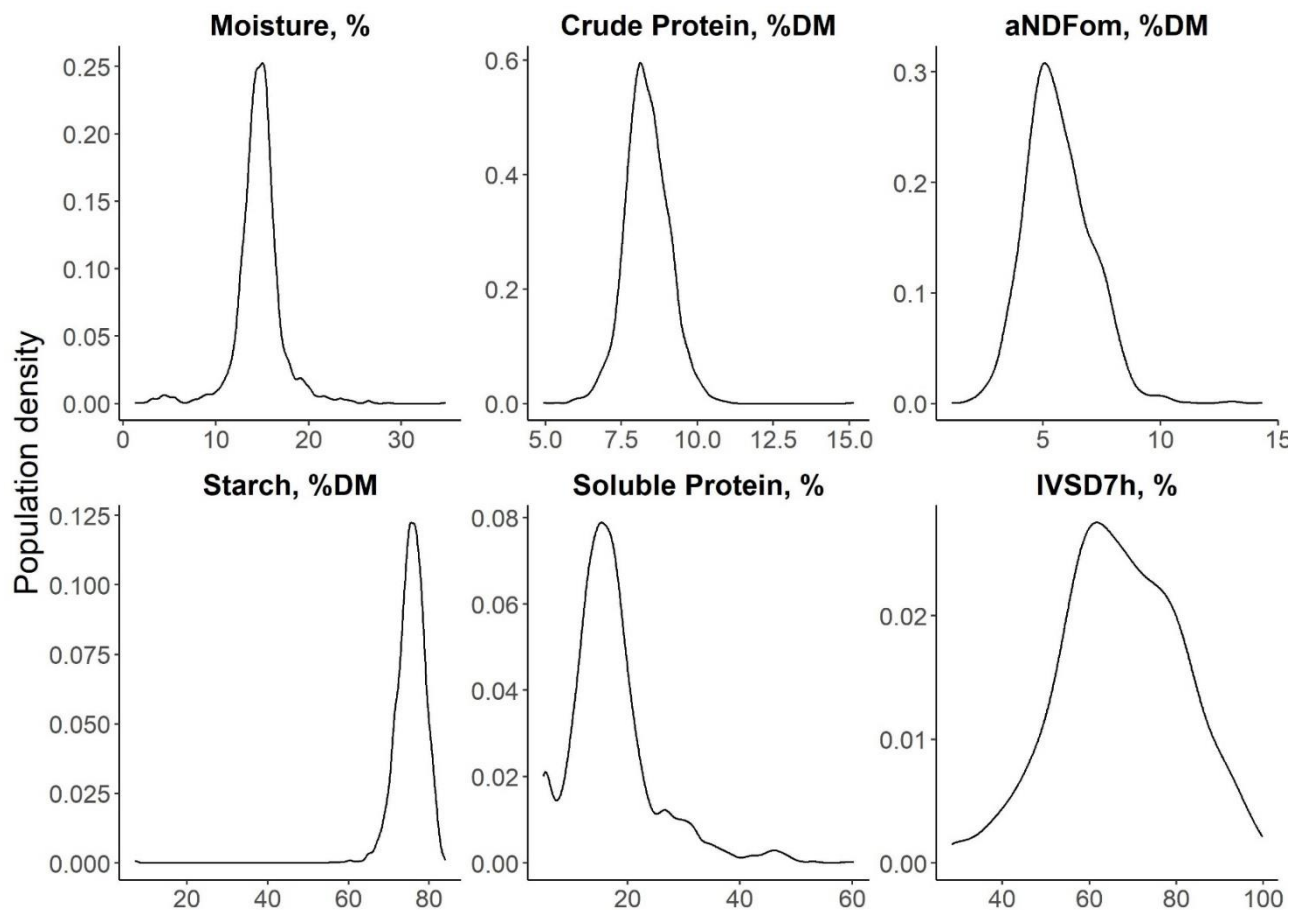 Moisture, %
Crude Protein, %DM
aNDFom, %DM
Population density
0.25
0.20
0.15
0.10
0.05
0.00
0 10 20 30
0.6
0.4
0.2
0.0
5.0 7.5 10.0 12.5 15.0
0.3
0.2
0.1
0.0
5 10 15
Starch, %DM
Soluble Protein, %
IVSD7h, %
0.125
0.100
0.075
0.050
0.025
0.000
20 40 60 80
0.08
0.06
0.04
0.02
0.00
20 40 60
0.02
0.01
0.00
40 60 80 100